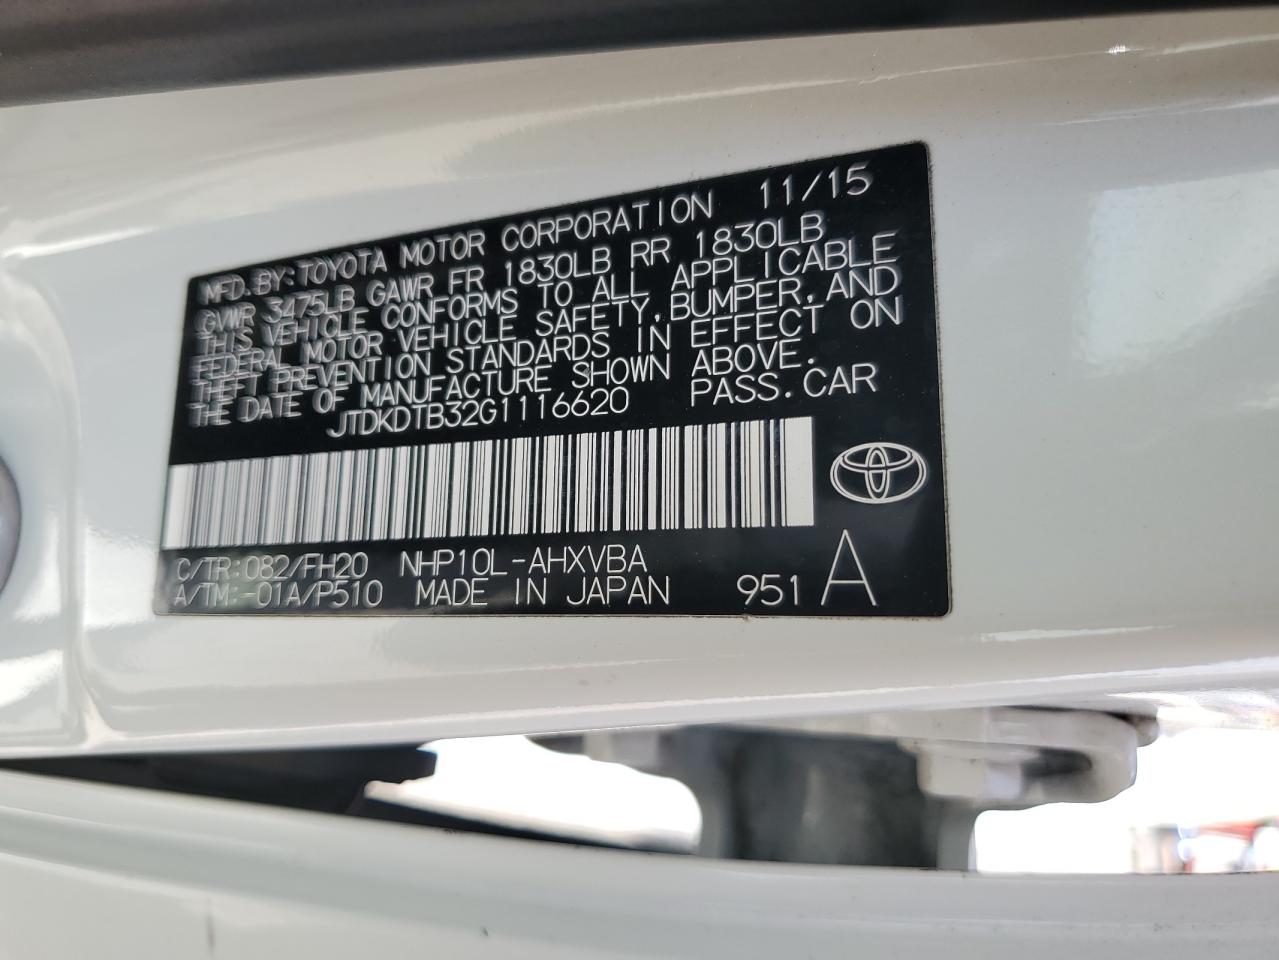 MFD.BY:TOYOTA MOTOR CORPORATION 11/15
GVWR 3475LB GAWR FR 1830LB RR 1830LB
THIS VEHICLE CONFORMS TO ALL APPLICABLE
FEDERAL MOTOR VEHICLE SAFETY,BUMPER,AND
THEFT PREVENTION STANDARDS IN EFFECT ON
THE DATE OF MANUFACTURE SHOWN ABOVE.
JTDKDTB32G1116620 PASS.CAR
C/TR:082/FH20 NHP10L-AHXVBA
A/TM:-01A/P510 MADE IN JAPAN 951 A